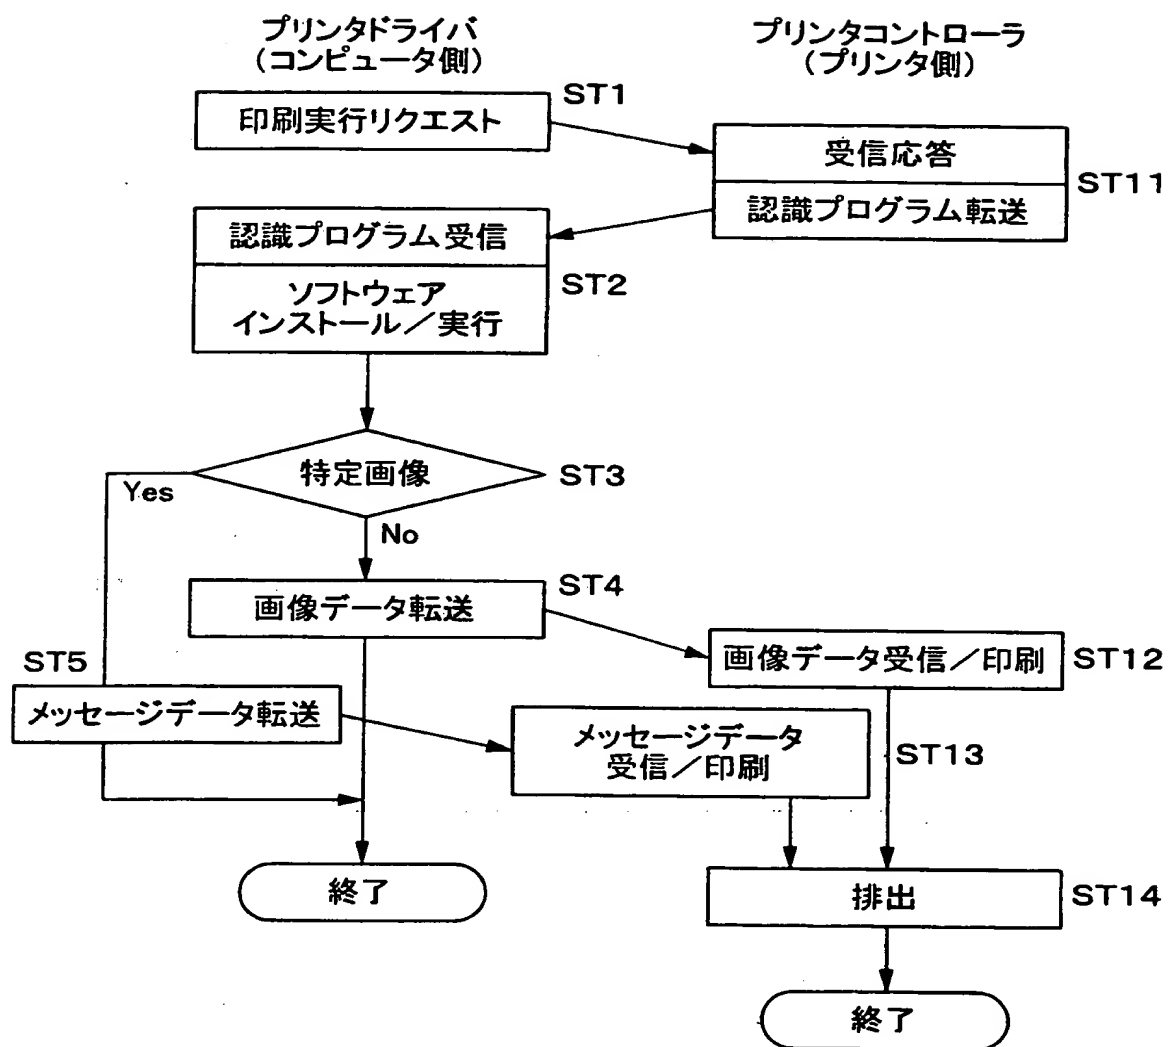 プリンタドライバ
(コンピュータ側)
プリンタコントローラ
(プリンタ側)
ST1
印刷実行リクエスト
受信応答
ST11
認識プログラム転送
認識プログラム受信
ST2
ソフトウェア
インストール/実行
特定画像
ST3
Yes
No
ST4
画像データ転送
ST5
画像データ受信/印刷
ST12
メッセージデータ転送
メッセージデータ
受信/印刷
ST13
終了
排出
ST14
終了